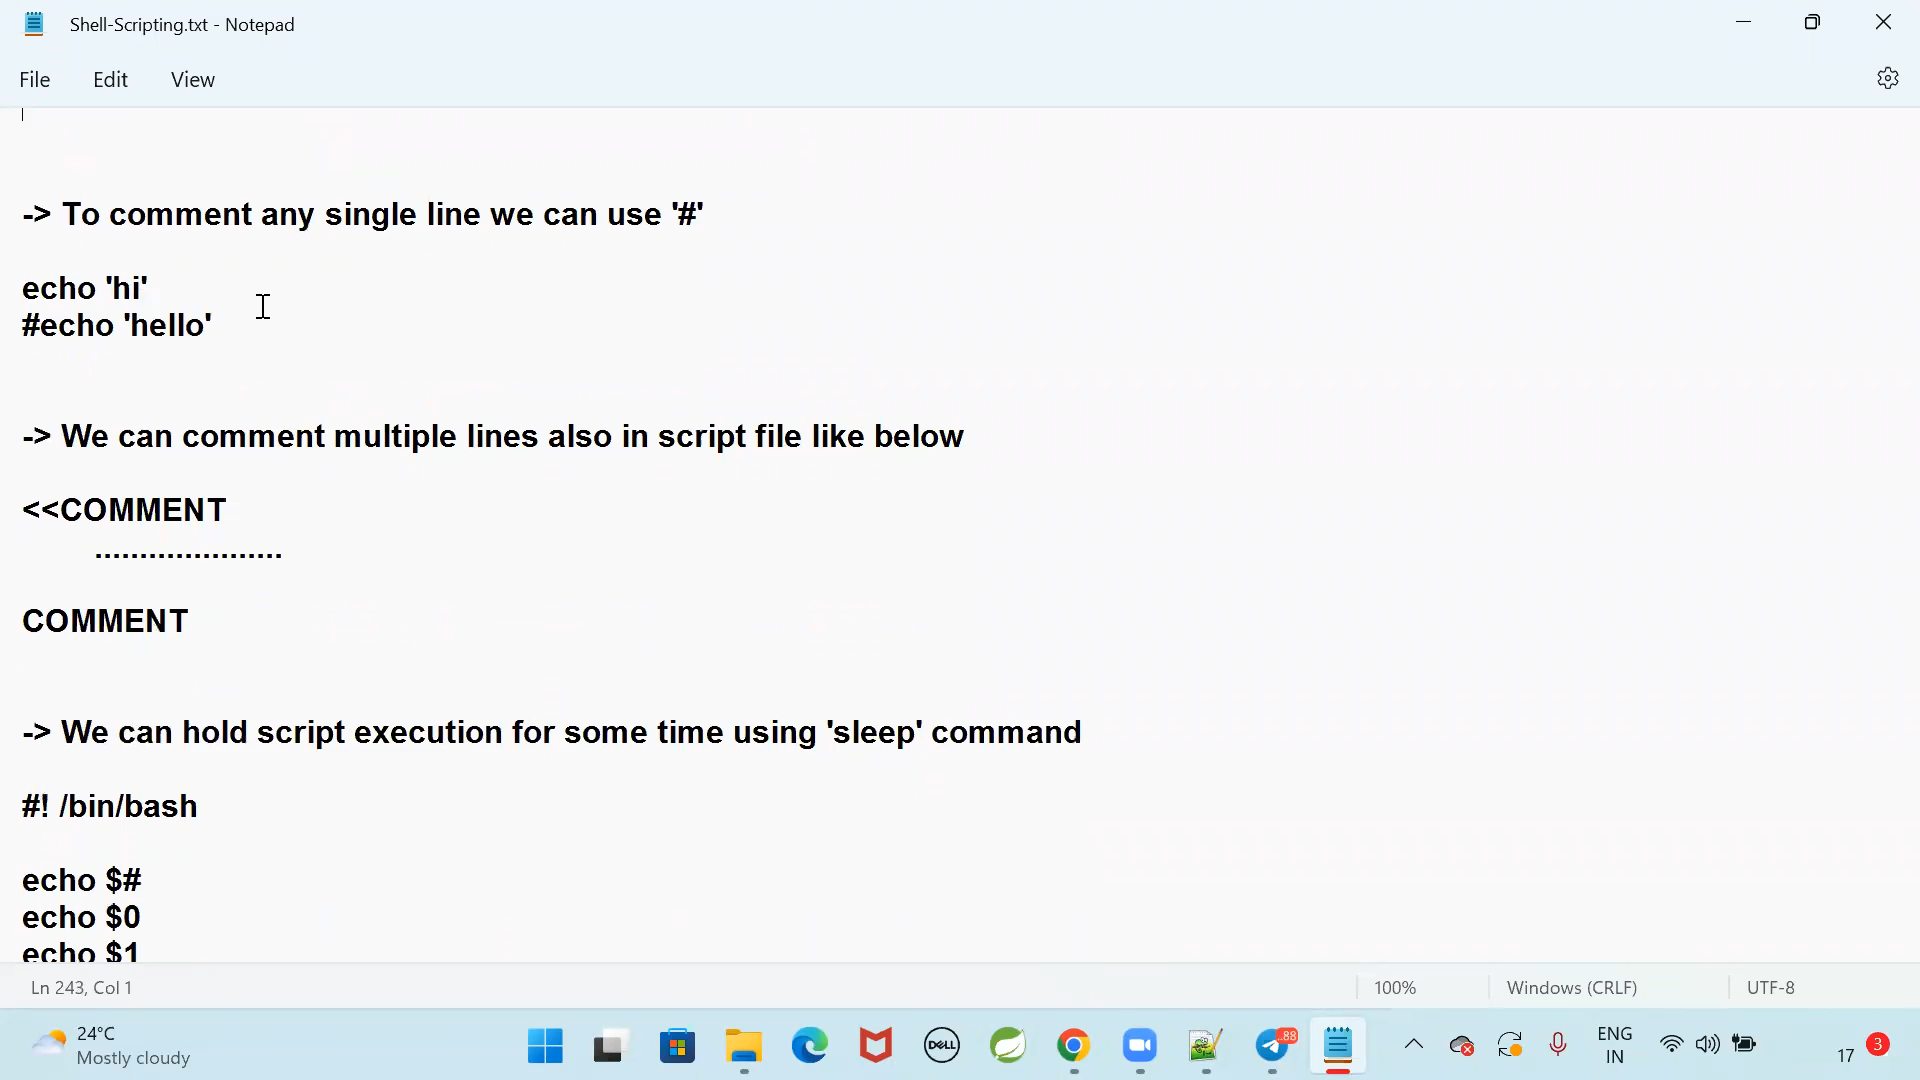 Shell-Scripting.txt - Notepad
File Edit View
-> To comment any single line we can use '#'
echo 'hi'
#echo 'hello'
-> We can comment multiple lines also in script file like below
<<COMMENT
.....................
COMMENT
-> We can hold script execution for some time using 'sleep' command
#! /bin/bash
echo $#
echo $0
echo $1
Ln 243, Col 1 100% Windows (CRLF) UTF-8
24°C
Mostly cloudy
DELL
88
ENG
IN
17
3